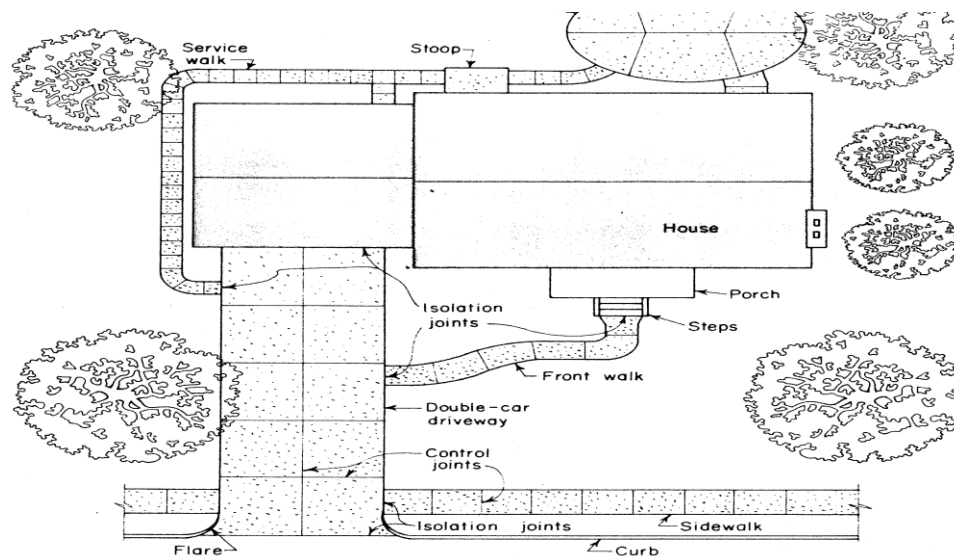 Service
walk
Stoop
House
Isolation
joints
Porch
Steps
Front walk
Double-car
driveway
Control
joints
Isolation joints
Sidewalk
Flare
Curb